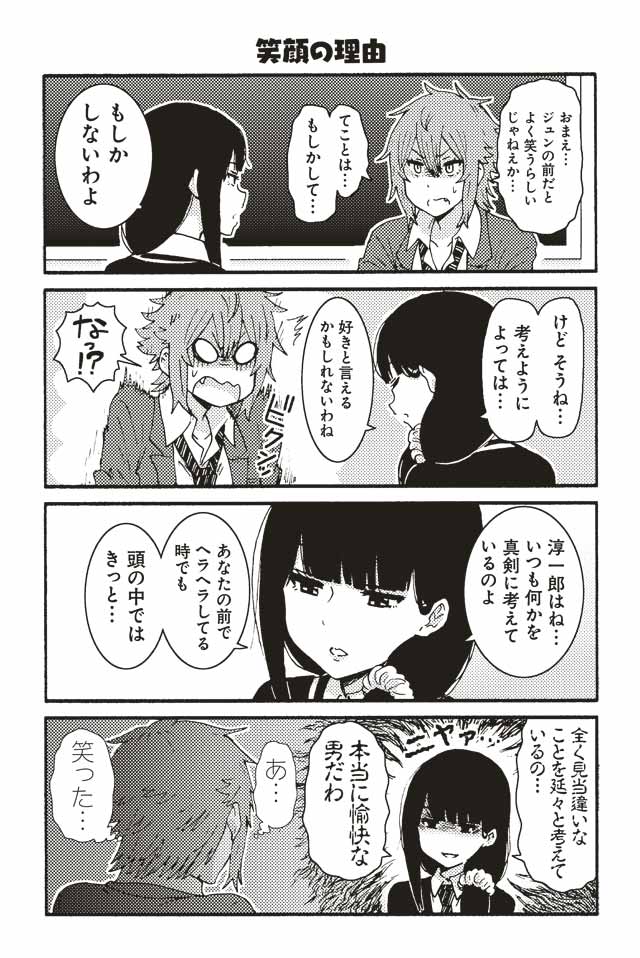 笑顔の理由
おまえ…
ジュンの前だと
よく笑うらしい
じゃねえか…
てことは…
もしかして…
もしか
しないわよ
けどそうね…
考えように
よっては…
好きと言える
かもしれないわね
ビクンッ
なっ!?
淳一郎はね…
いつも何かを
真剣に考えて
いるのよ
あなたの前で
ヘラヘラしてる
時でも
頭の中では
きっと…
全く見当違いな
ことを延々と考えて
いるの…
ニヤァ…
本当に愉快な
男だわ
あ…
笑った…